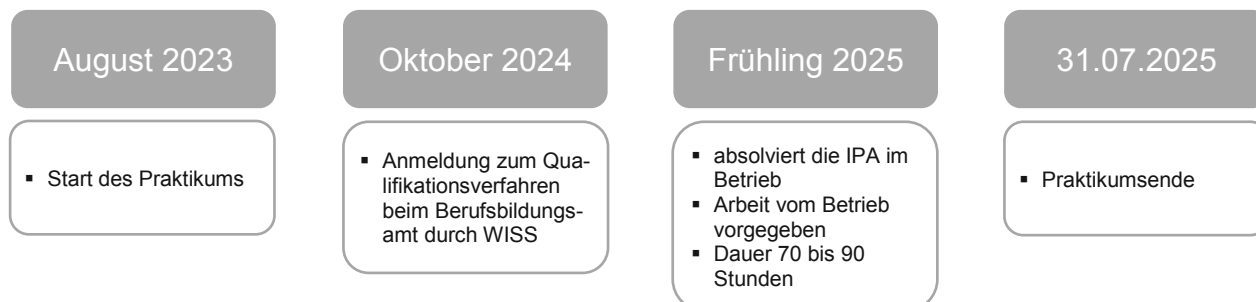 August 2023
▪ Start des Praktikums
Oktober 2024
▪ Anmeldung zum Qua-
lifikationsverfahren
beim Berufsbildungs-
amt durch WISS
Frühling 2025
▪ absolviert die IPA im
Betrieb
▪ Arbeit vom Betrieb
vorgegeben
▪ Dauer 70 bis 90
Stunden
31.07.2025
▪ Praktikumsende